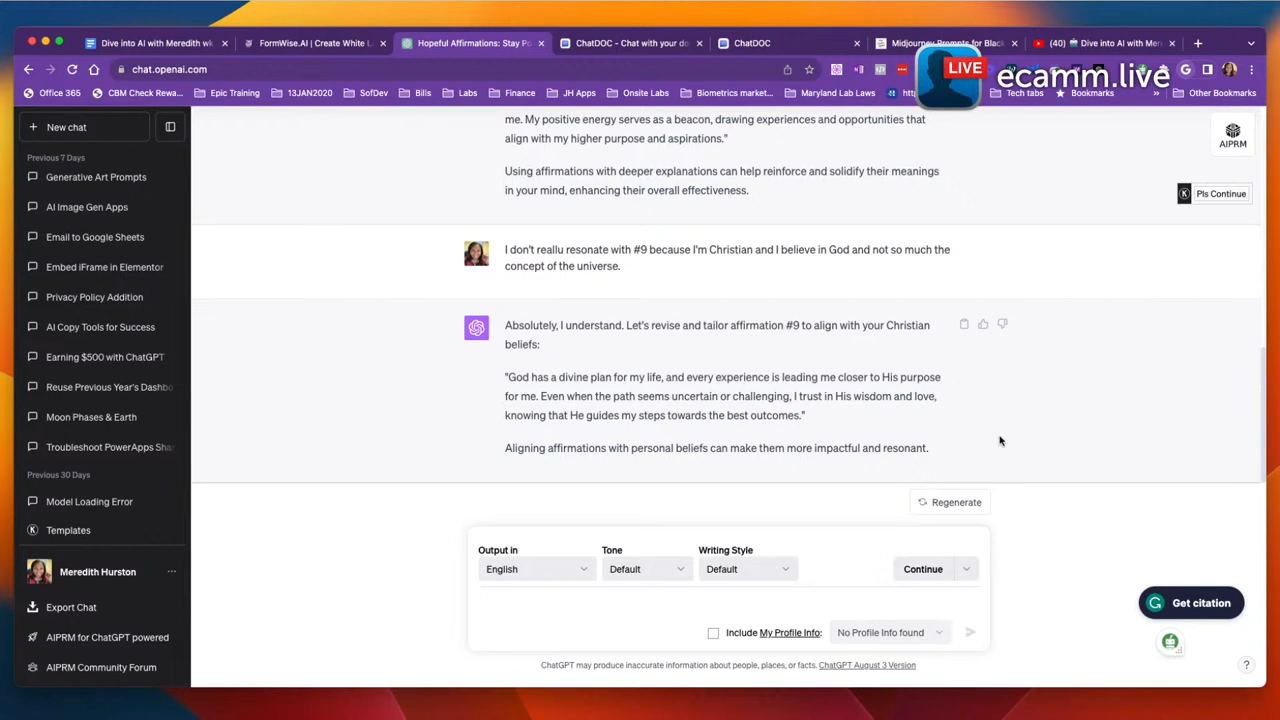 Dive into AI with Meredith wk
FormWise.AI | Create White L
Hopeful Affirmations: Stay Po
ChatDOC - Chat with your do
ChatDOC
Midjourney Prompts for Black
(40) Dive into AI with Mere
chat.openai.com
LIVE
ecamm.live
Office 365
CBM Check Rewa...
Epic Training
13JAN2020
SofDev
Bills
Labs
Finance
JH Apps
Onsite Labs
Biometrics market...
Maryland Lab Laws
Tech tabs
Bookmarks
Other Bookmarks
New chat
Previous 7 Days
Generative Art Prompts
AI Image Gen Apps
Email to Google Sheets
Embed iFrame in Elementor
Privacy Policy Addition
AI Copy Tools for Success
Earning $500 with ChatGPT
Reuse Previous Year's Dashbo
Moon Phases & Earth
Troubleshoot PowerApps Sha
Previous 30 Days
Model Loading Error
Templates
Meredith Hurston
Export Chat
AIPRM for ChatGPT powered
AIPRM Community Forum
me. My positive energy serves as a beacon, drawing experiences and opportunities that
align with my higher purpose and aspirations."
Using affirmations with deeper explanations can help reinforce and solidify their meanings
in your mind, enhancing their overall effectiveness.
AIPRM
K Pls Continue
I don't reallu resonate with #9 because I'm Christian and I believe in God and not so much the
concept of the universe.
Absolutely, I understand. Let's revise and tailor affirmation #9 to align with your Christian
beliefs:
"God has a divine plan for my life, and every experience is leading me closer to His purpose
for me. Even when the path seems uncertain or challenging, I trust in His wisdom and love,
knowing that He guides my steps towards the best outcomes."
Aligning affirmations with personal beliefs can make them more impactful and resonant.
Regenerate
Output in
Tone
Writing Style
English
Default
Default
Continue
Include My Profile Info:
No Profile Info found
Get citation
ChatGPT may produce inaccurate information about people, places, or facts. ChatGPT August 3 Version
?